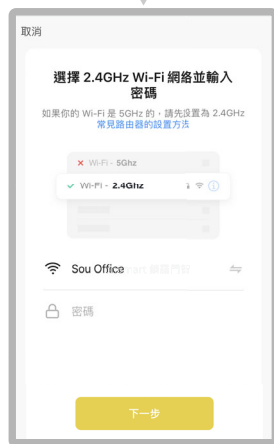 取消
選擇 2.4GHz Wi-Fi 網絡並輸入
密碼
如果你的 Wi-Fi 是 5GHz 的，請先設置為 2.4GHz
常見路由器的設置方法
Wi-Fi - 5Ghz
Wi-Fi - 2.4Ghz
Sou Office
密碼
下一步